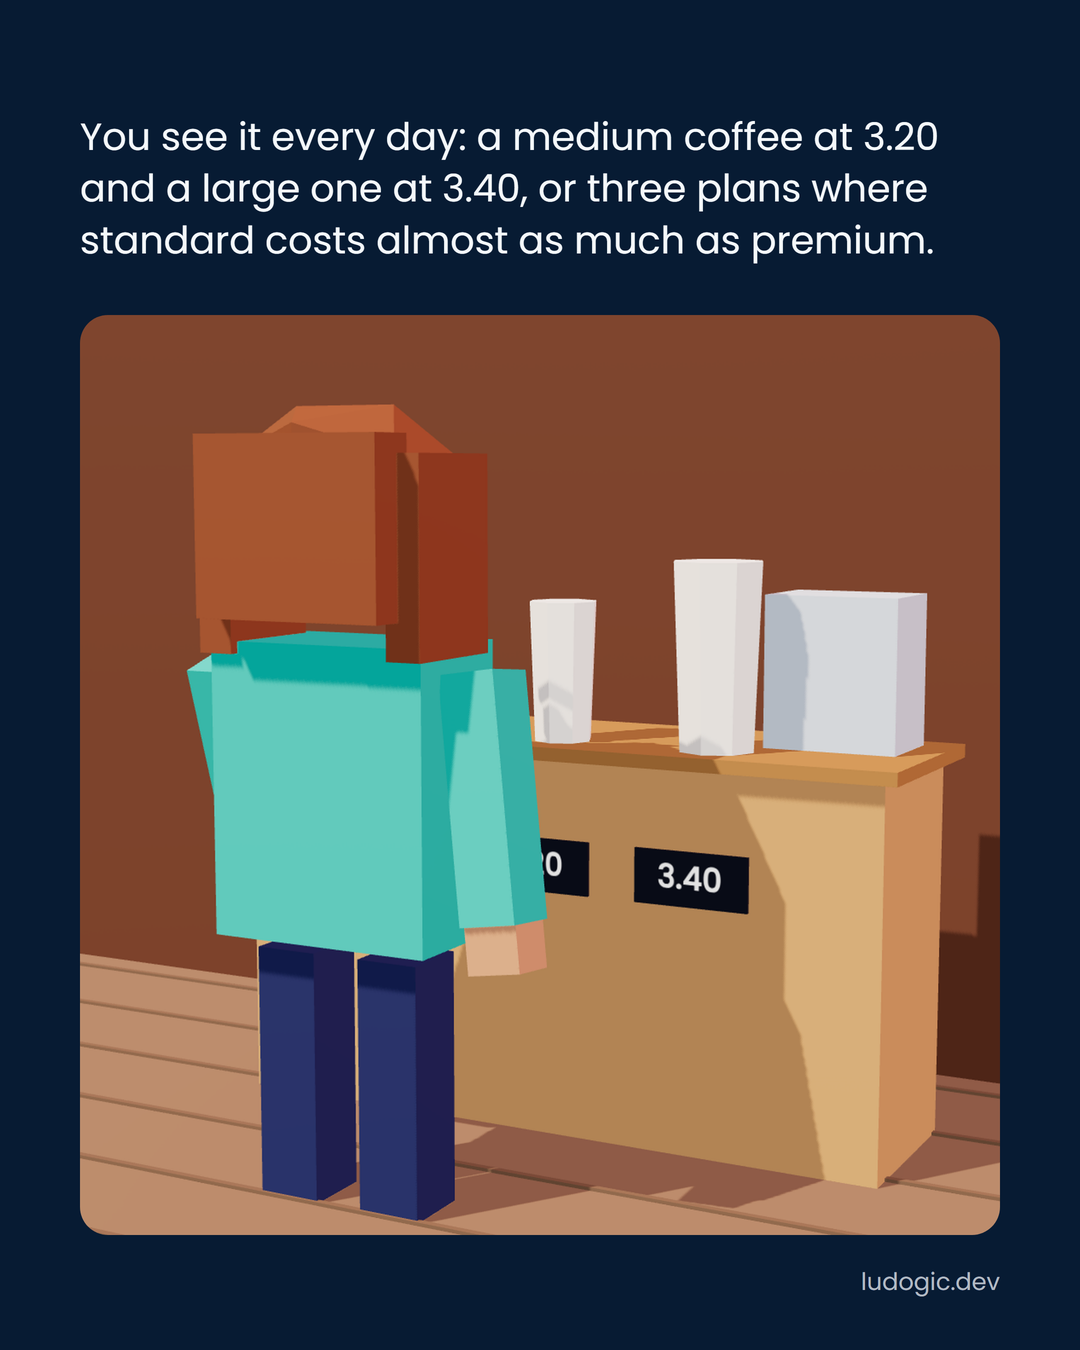 You see it every day: a medium coffee at 3.20
and a large one at 3.40, or three plans where
standard costs almost as much as premium.
20
3.40
ludogic.dev